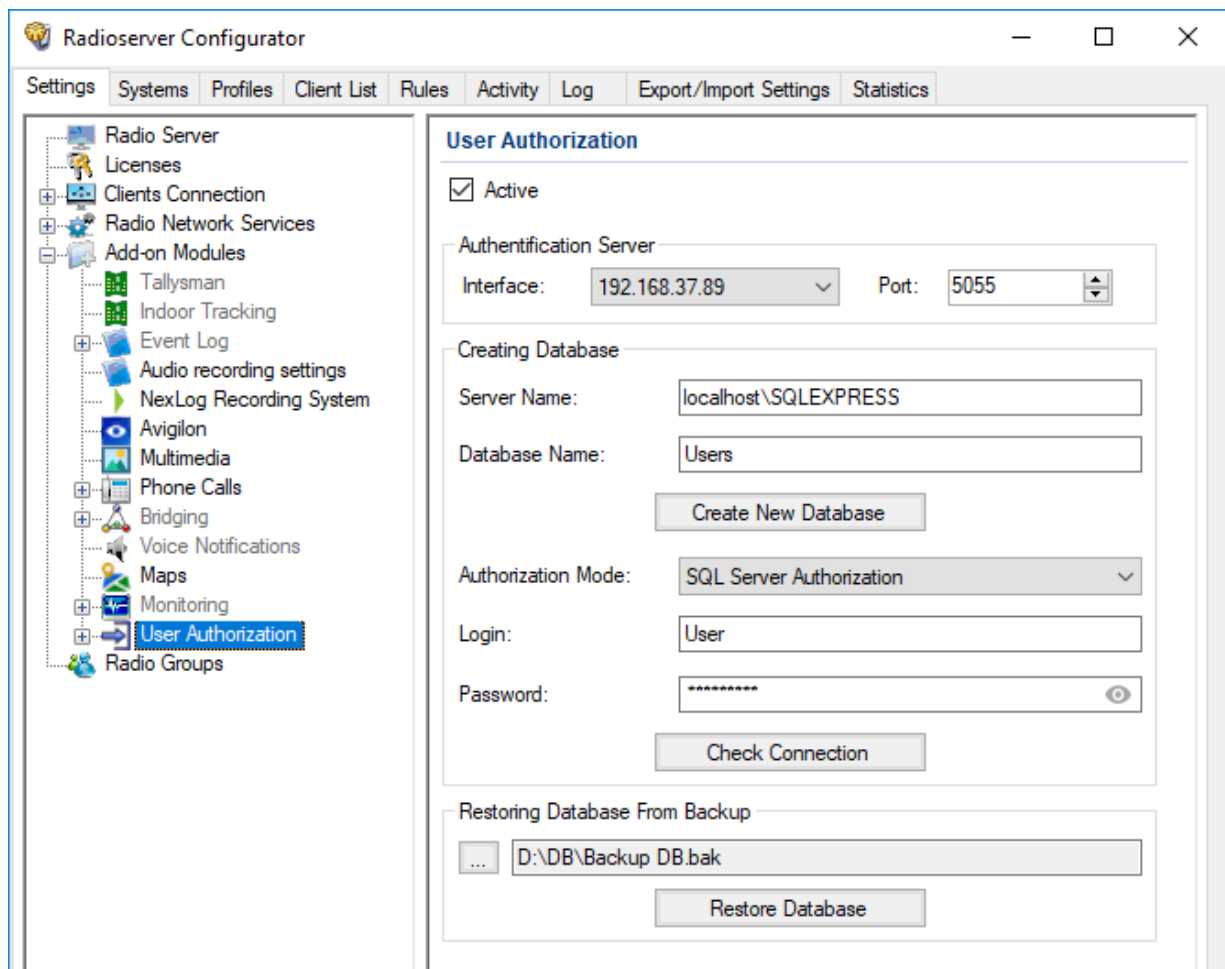 Radioserver Configurator
Settings Systems Profiles Client List Rules Activity Log Export/Import Settings Statistics
Radio Server
Licenses
Clients Connection
Radio Network Services
Add-on Modules
Tallysman
Indoor Tracking
Event Log
Audio recording settings
NexLog Recording System
Avigilon
Multimedia
Phone Calls
Bridging
Voice Notifications
Maps
Monitoring
User Authorization
Radio Groups
User Authorization
Active
Authentification Server
Interface: 192.168.37.89 Port: 5055
Creating Database
Server Name: localhost\SQLEXPRESS
Database Name: Users
Create New Database
Authorization Mode: SQL Server Authorization
Login: User
Password: *********
Check Connection
Restoring Database From Backup
... D:\DB\Backup DB.bak
Restore Database